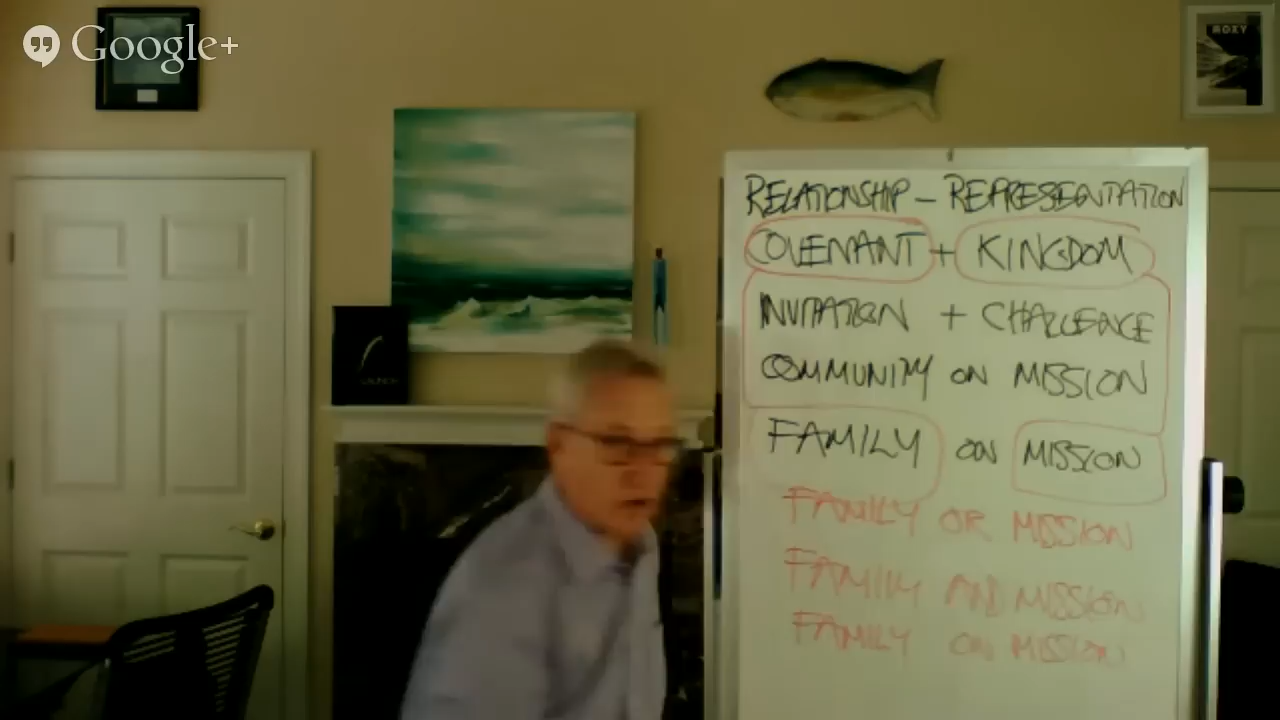 Google+
ROXY
RELATIONSHIP - REPRESENTATION
COVENANT + KINGDOM
INVITATION + CHALLENGE
COMMUNITY ON MISSION
FAMILY ON MISSION
FAMILY OR MISSION
FAMILY AND MISSION
FAMILY ON MISSION